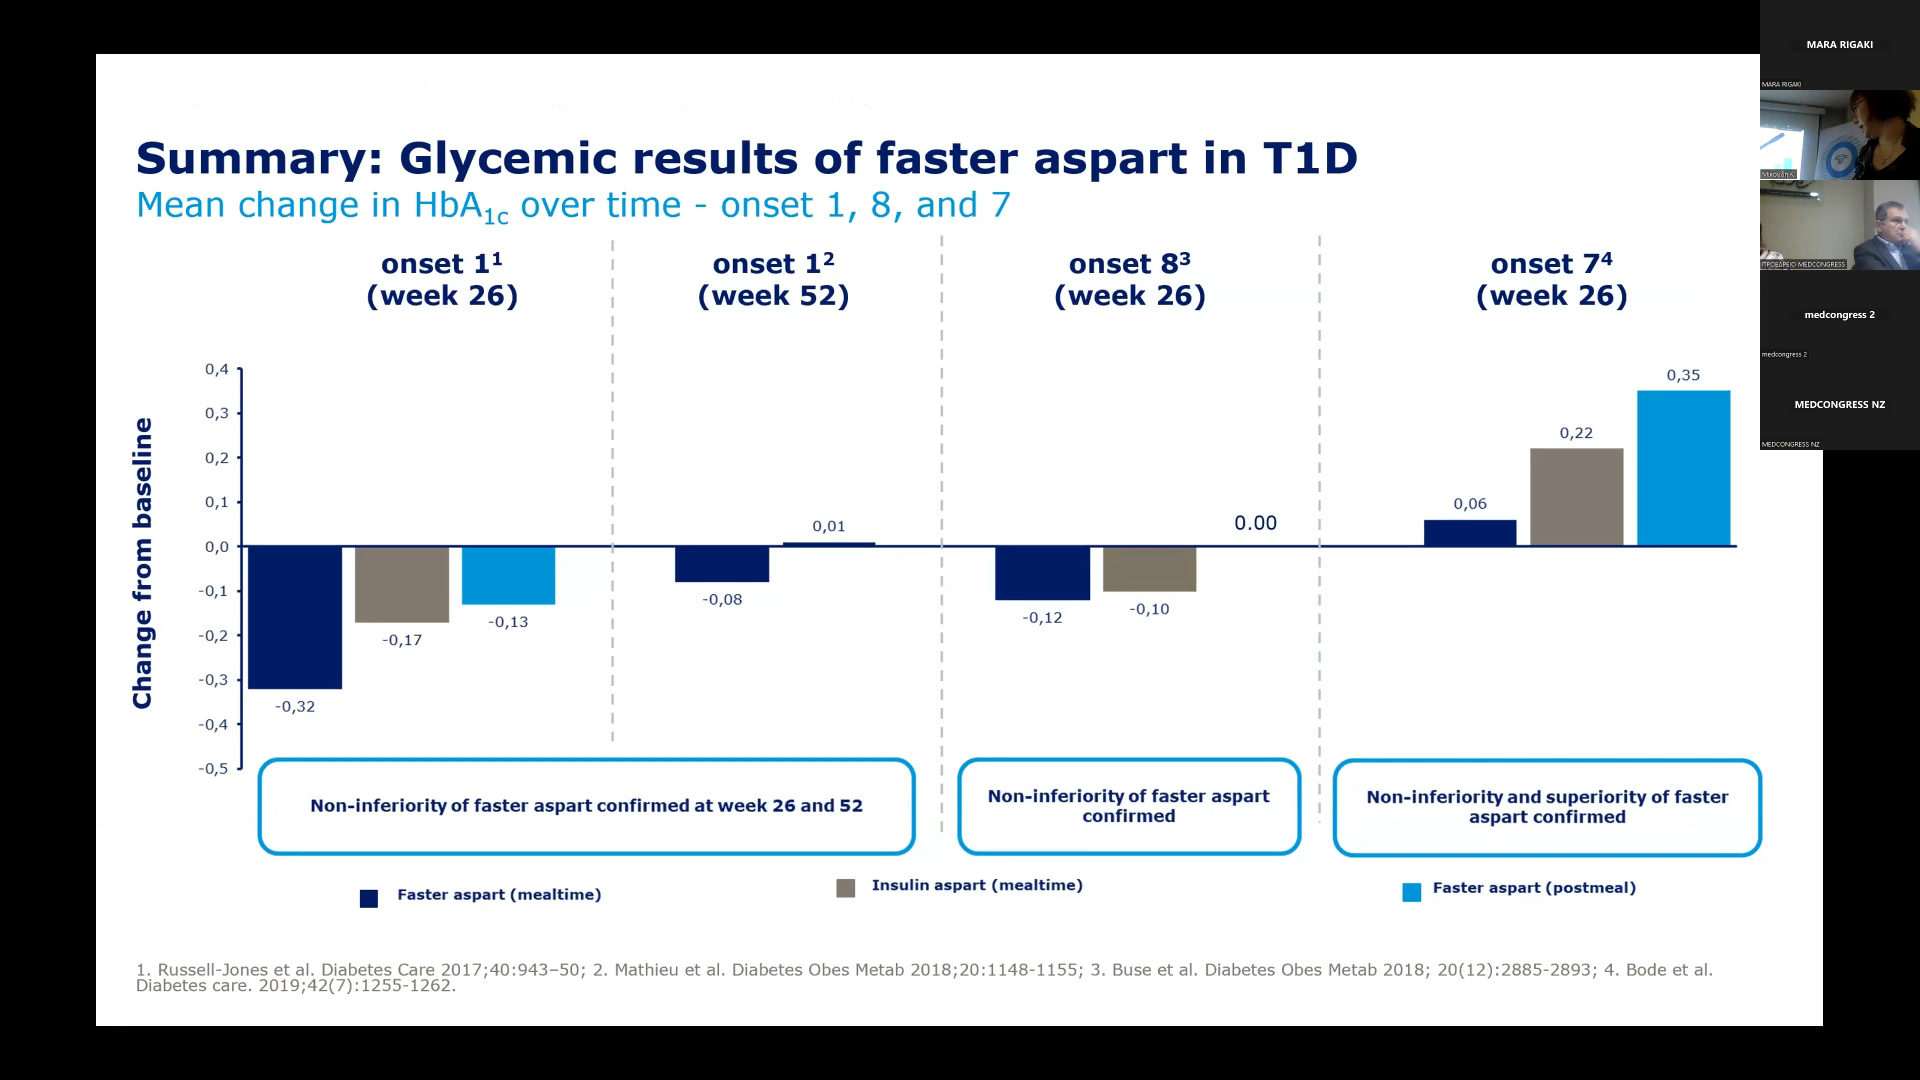 Summary: Glycemic results of faster aspart in T1D
Mean change in HbA1c over time - onset 1, 8, and 7
onset 1¹
(week 26)
onset 1²
(week 52)
onset 8³
(week 26)
onset 7⁴
(week 26)
Change from baseline
0,4
0,3
0,2
0,1
0,0
-0,1
-0,2
-0,3
-0,4
-0,5
-0,32
-0,17
-0,13
-0,08
0,01
-0,12
-0,10
0.00
0,06
0,22
0,35
Non-inferiority of faster aspart confirmed at week 26 and 52
Non-inferiority of faster aspart
confirmed
Non-inferiority and superiority of faster
aspart confirmed
Faster aspart (mealtime)
Insulin aspart (mealtime)
Faster aspart (postmeal)
1. Russell-Jones et al. Diabetes Care 2017;40:943–50; 2. Mathieu et al. Diabetes Obes Metab 2018;20:1148-1155; 3. Buse et al. Diabetes Obes Metab 2018; 20(12):2885-2893; 4. Bode et al.
Diabetes care. 2019;42(7):1255-1262.
MARA RIGAKI
MARA RIGAKI
ΠΡΟΕΔΡΕΙΟ MEDCONGRESS
medcongress 2
medcongress 2
MEDCONGRESS NZ
MEDCONGRESS NZ